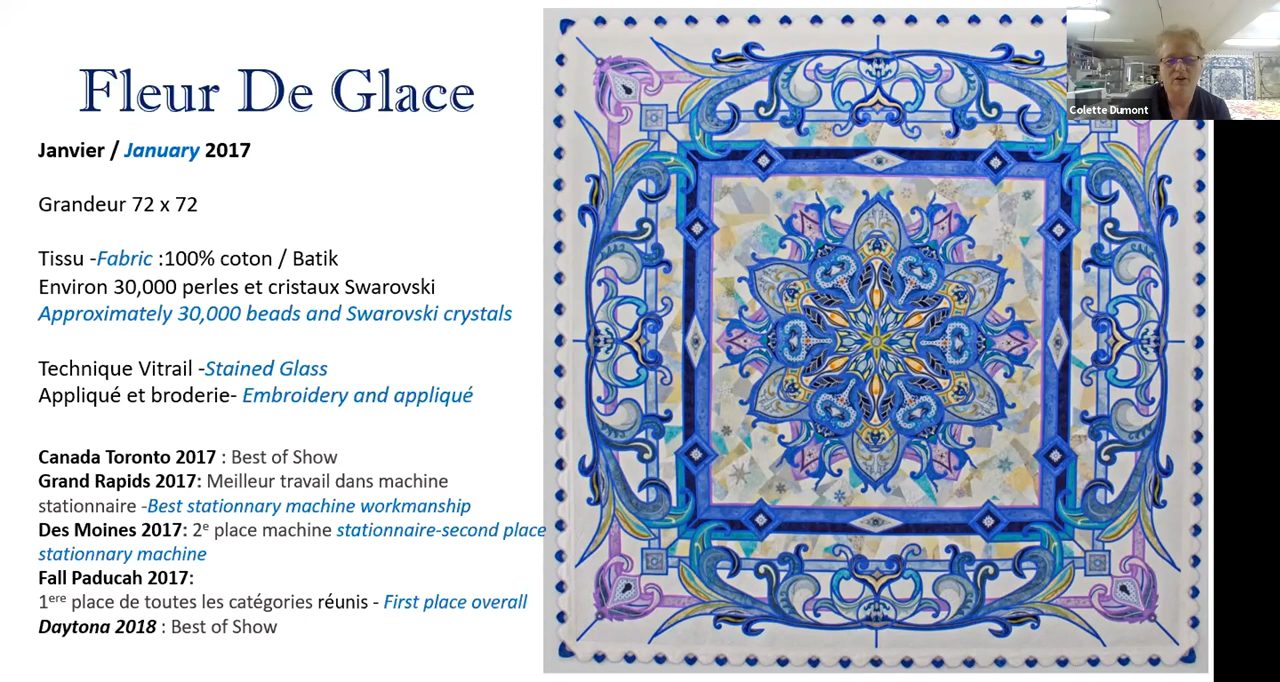 Fleur De Glace
Janvier / January 2017
Grandeur 72 x 72
Tissu -Fabric :100% coton / Batik
Environ 30,000 perles et cristaux Swarovski
Approximately 30,000 beads and Swarovski crystals
Technique Vitrail -Stained Glass
Appliqué et broderie- Embroidery and appliqué
Canada Toronto 2017 : Best of Show
Grand Rapids 2017: Meilleur travail dans machine
stationnaire -Best stationnary machine workmanship
Des Moines 2017: 2e place machine stationnaire-second place
stationnary machine
Fall Paducah 2017:
1ere place de toutes les catégories réunis - First place overall
Daytona 2018 : Best of Show
Colette Dumont